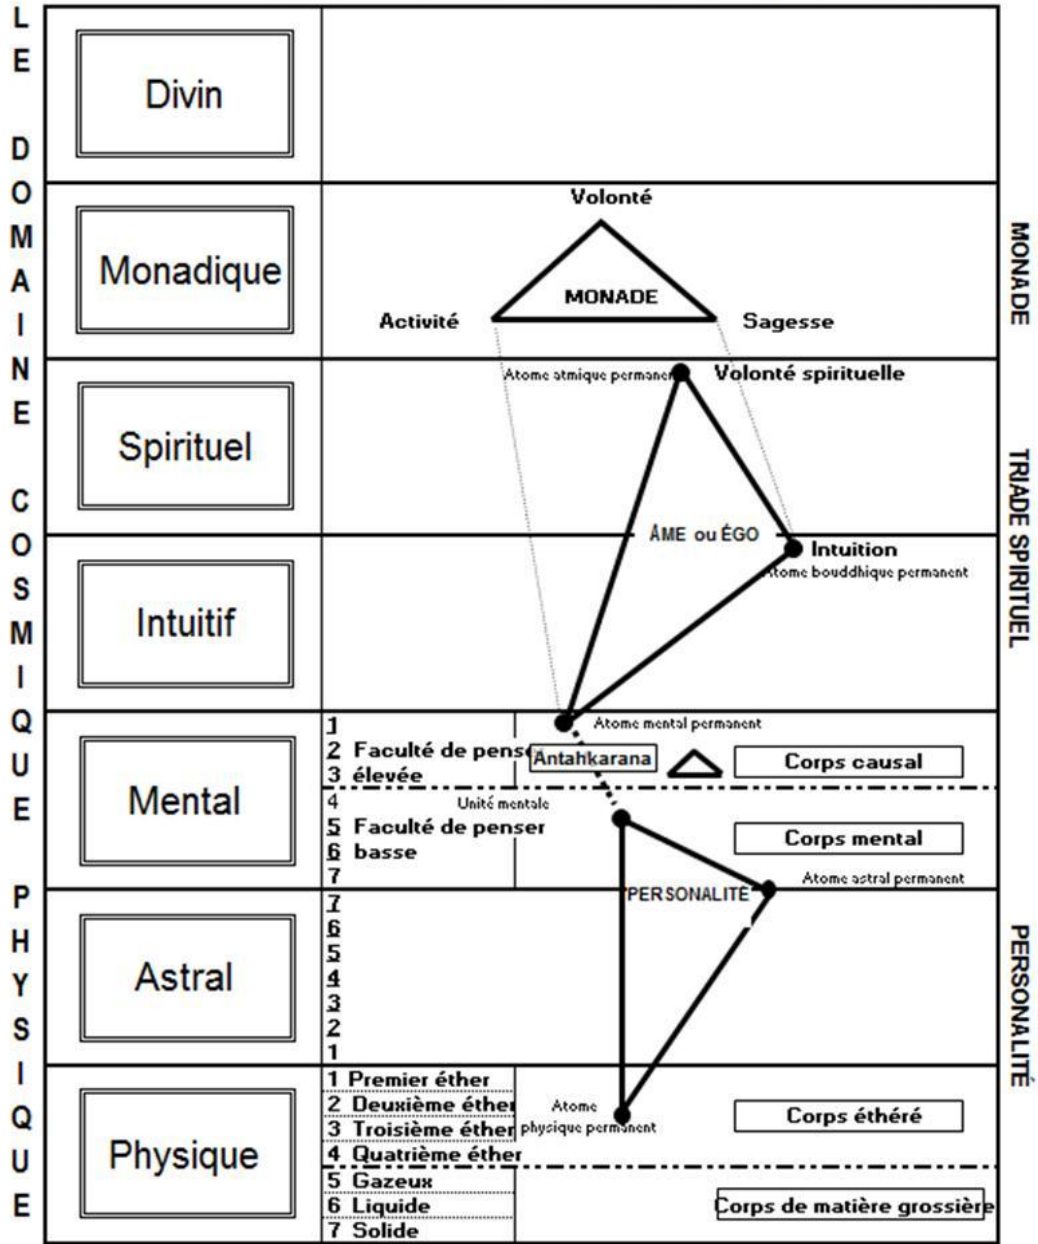 LE DOMAINE COSMIQUE PHYSIQUE
Divin
Monadique
Volonté
MONADE
Activité
Sagesse
MONADE
Spirituel
Atome atmique permanent
Volonté spirituelle
ÂME ou ÉGO
TRIADE SPIRITUEL
Intuitif
Intuition
Atome bouddhique permanent
Mental
1
2 Faculté de penser
3 élevée
Atome mental permanent
Antahkarana
Corps causal
4
5 Faculté de penser
6 basse
7
Unité mentale
Corps mental
Atome astral permanent
PERSONALITÉ
Astral
7
6
5
4
3
2
1
PERSONALITÉ
Physique
1 Premier éther
2 Deuxième éther
3 Troisième éther
4 Quatrième éther
Atome
physique permanent
Corps éthéré
5 Gazeux
6 Liquide
7 Solide
Corps de matière grossière